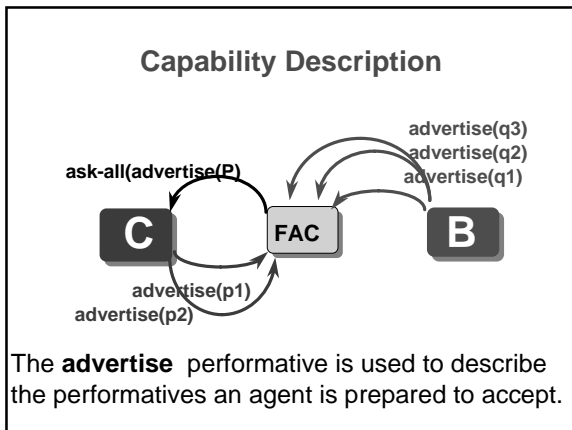 Capability Description
advertise(q3)
advertise(q2)
ask-all(advertise(P)
advertise(q1)
C
FAC
B
advertise(p1)
advertise(p2)
The advertise performative is used to describe
the performatives an agent is prepared to accept.